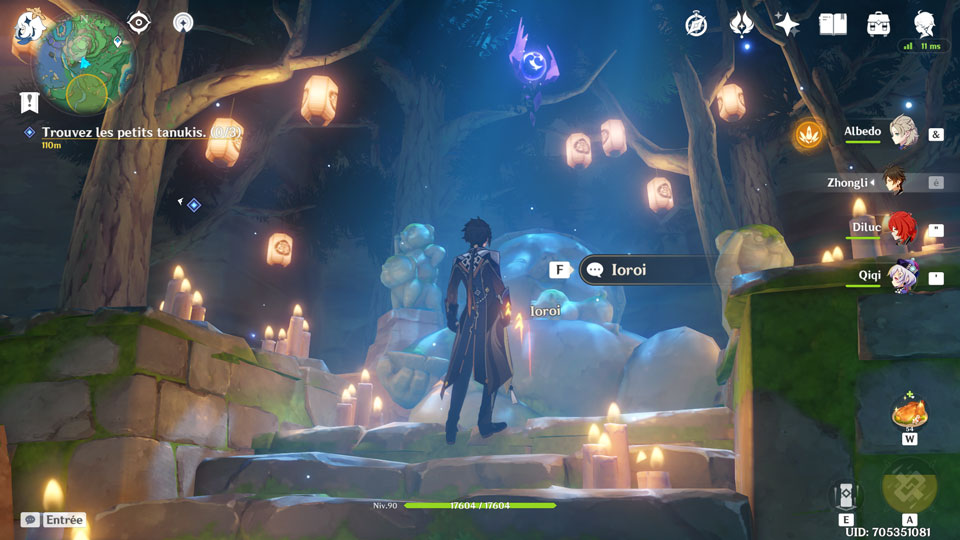 N
11 ms
Trouvez les petits tanukis. (0/3)
110m
Albedo
&
Zhongli
é
Diluc
"
Qiqi
'
F
Ioroi
Ioroi
54
W
Niv.90
17604 / 17604
Entrée
E
A
UID: 705351081